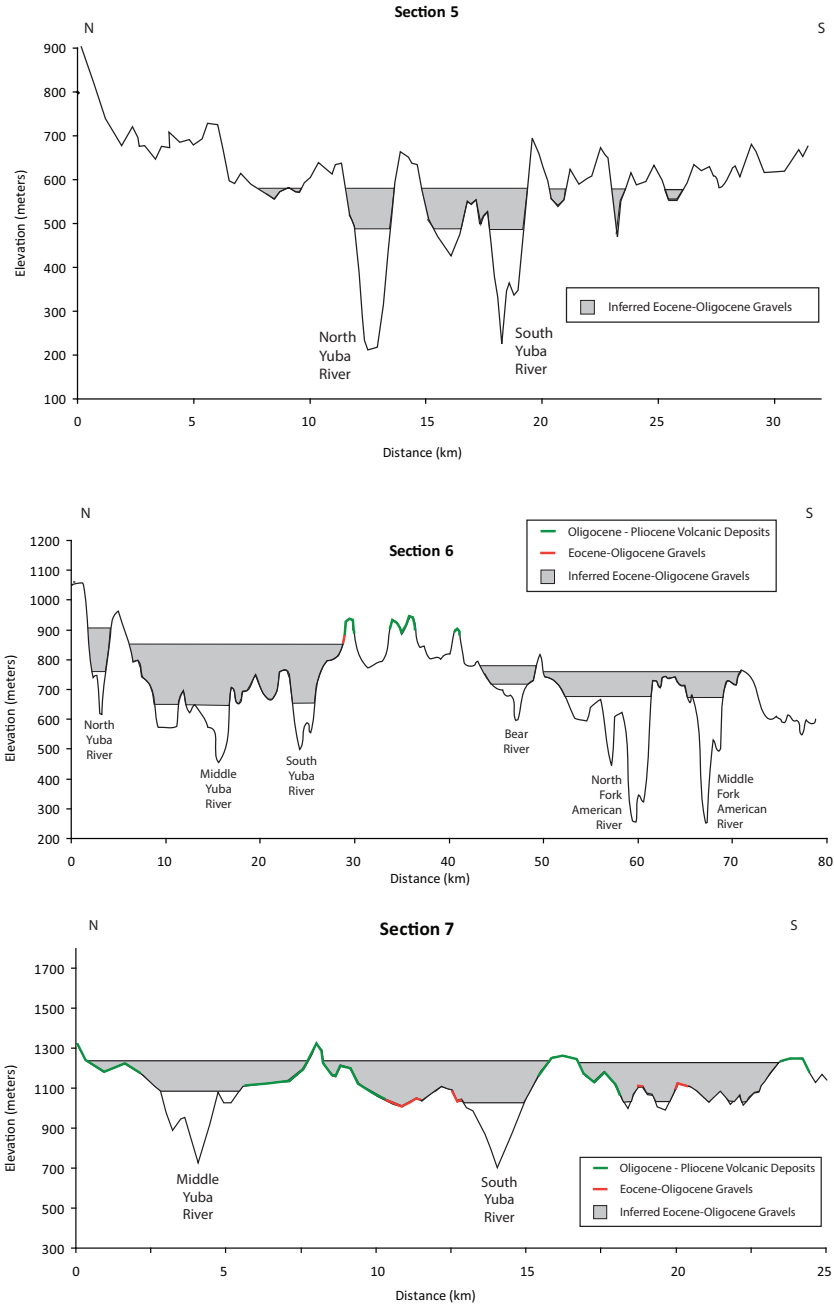 Section 5
N
S
900
800
700
600
500
400
300
200
100
Elevation (meters)
North
Yuba
River
South
Yuba
River
Inferred Eocene-Oligocene Gravels
0
5
10
15
20
25
30
Distance (km)
N
S
Section 6
Oligocene - Pliocene Volcanic Deposits
Eocene-Oligocene Gravels
Inferred Eocene-Oligocene Gravels
1200
1100
1000
900
800
700
600
500
400
300
200
Elevation (meters)
North
Yuba
River
Middle
Yuba
River
South
Yuba
River
Bear
River
North
Fork
American
River
Middle
Fork
American
River
0
10
20
30
40
50
60
70
80
Distance (km)
N
Section 7
S
1700
1500
1300
1100
900
700
500
300
Elevation (meters)
Middle
Yuba
River
South
Yuba
River
Oligocene - Pliocene Volcanic Deposits
Eocene-Oligocene Gravels
Inferred Eocene-Oligocene Gravels
0
5
10
15
20
25
Distance (km)